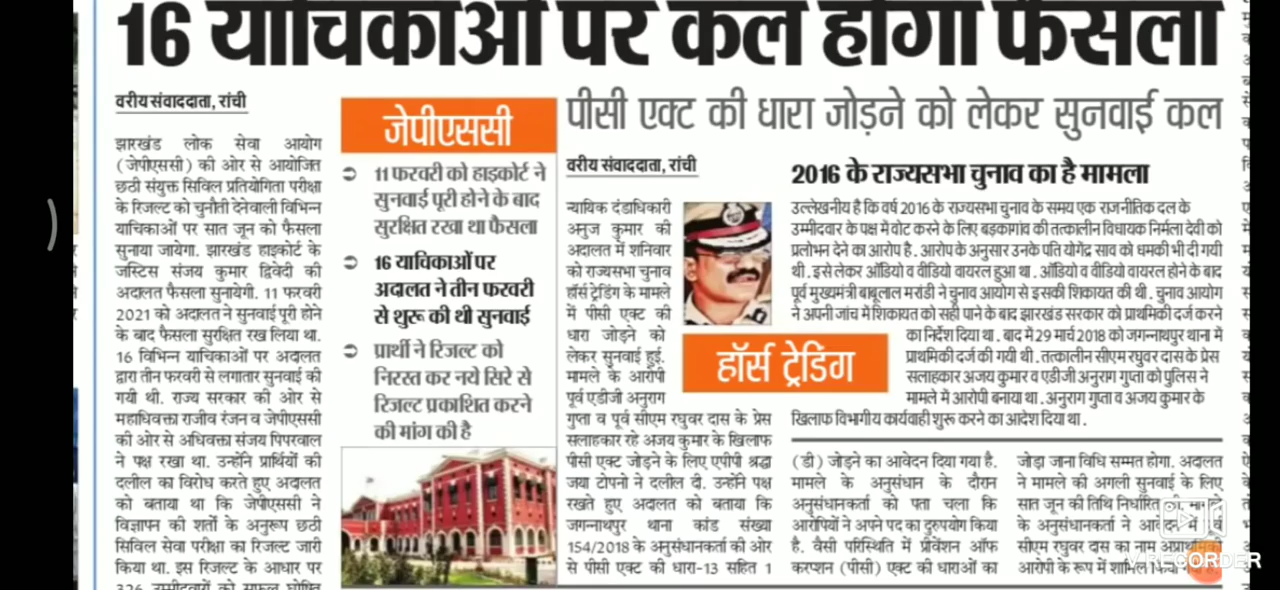 16 याचिकाओं पर कल होगा फैसला
वरीय संवाददाता, रांची
झारखंड लोक सेवा आयोग
(जेपीएससी) की ओर से आयोजित
छठी संयुक्त सिविल प्रतियोगिता परीक्षा
के रिजल्ट को चुनौती देनेवाली विभिन्न
याचिकाओं पर सात जून को फैसला
सुनाया जायेगा. झारखंड हाइकोर्ट के
जस्टिस संजय कुमार द्विवेदी की
अदालत फैसला सुनायेगी. 11 फरवरी
2021 को अदालत ने सुनवाई पूरी होने
के बाद फैसला सुरक्षित रख लिया था.
16 विभिन्न याचिकाओं पर अदालत
द्वारा तीन फरवरी से लगातार सुनवाई की
गयी थी. राज्य सरकार की ओर से
महाधिवक्ता राजीव रंजन व जेपीएससी
की ओर से अधिवक्ता संजय पिपरवाल
ने पक्ष रखा था. उन्होंने प्रार्थियों की
दलील का विरोध करते हुए अदालत
को बताया था कि जेपीएससी ने
विज्ञापन की शर्तों के अनुरूप छठी
सिविल सेवा परीक्षा का रिजल्ट जारी
किया था. इस रिजल्ट के आधार पर
326 उम्मीदवारों को सफल घोषित
जेपीएससी
11 फरवरी को हाइकोर्ट ने
सुनवाई पूरी होने के बाद
सुरक्षित रखा था फैसला
16 याचिकाओं पर
अदालत ने तीन फरवरी
से शुरू की थी सुनवाई
प्रार्थी ने रिजल्ट को
निरस्त कर नये सिरे से
रिजल्ट प्रकाशित करने
की मांग की है
पीसी एक्ट की धारा जोड़ने को लेकर सुनवाई कल
वरीय संवाददाता, रांची
न्यायिक दंडाधिकारी
अनुज कुमार की
अदालत में शनिवार
को राज्यसभा चुनाव
हॉर्स ट्रेडिंग के मामले
में पीसी एक्ट की
धारा जोड़ने को
लेकर सुनवाई हुई.
मामले के आरोपी
पूर्व एडीजी अनुराग
गुप्ता व पूर्व सीएम रघुवर दास के प्रेस
सलाहकार रहे अजय कुमार के खिलाफ
पीसी एक्ट जोड़ने के लिए एपीपी श्रद्धा
जया टोपनो ने दलील दी. उन्होंने पक्ष
रखते हुए अदालत को बताया कि
जगन्नाथपुर थाना कांड संख्या
154/2018 के अनुसंधानकर्ता की ओर
से पीसी एक्ट की धारा-13 सहित 1
हॉर्स ट्रेडिंग
2016 के राज्यसभा चुनाव का है मामला
उल्लेखनीय है कि वर्ष 2016 के राज्यसभा चुनाव के समय एक राजनीतिक दल के
उम्मीदवार के पक्ष में वोट करने के लिए बड़कागांव की तत्कालीन विधायक निर्मला देवी को
प्रलोभन देने का आरोप है. आरोप के अनुसार उनके पति योगेंद्र साव को धमकी भी दी गयी
थी. इसे लेकर ऑडियो व वीडियो वायरल हुआ था. ऑडियो व वीडियो वायरल होने के बाद
पूर्व मुख्यमंत्री बाबूलाल मरांडी ने चुनाव आयोग से इसकी शिकायत की थी. चुनाव आयोग
ने अपनी जांच में शिकायत को सही पाने के बाद झारखंड सरकार को प्राथमिकी दर्ज करने
का निर्देश दिया था. बाद में 29 मार्च 2018 को जगन्नाथपुर थाना में
प्राथमिकी दर्ज की गयी थी. तत्कालीन सीएम रघुवर दास के प्रेस
सलाहकार अजय कुमार व एडीजी अनुराग गुप्ता को पुलिस ने
मामले में आरोपी बनाया था. अनुराग गुप्ता व अजय कुमार के
खिलाफ विभागीय कार्यवाही शुरू करने का आदेश दिया था.
(डी) जोड़ने का आवेदन दिया गया है.
मामले के अनुसंधान के दौरान
अनुसंधानकर्ता को पता चला कि
आरोपियों ने अपने पद का दुरुपयोग किया
है. वैसी परिस्थिति में प्रीवेंशन ऑफ
करप्शन (पीसी) एक्ट की धाराओं का
जोड़ा जाना विधि सम्मत होगा. अदालत
ने मामले की अगली सुनवाई के लिए
सात जून की तिथि निर्धारित
के अनुसंधानकर्ता ने आवेदन में
सीएम रघुवर दास का नाम अप्राथमिकी
आरोपी के रूप में शामिल किया
V RECORDER